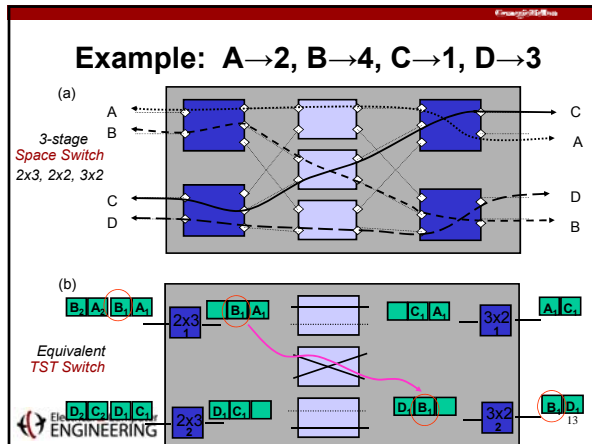 Carnegie Mellon
Example: A→2, B→4, C→1, D→3
(a)
A
B
C
D
3-stage
Space Switch
2x3, 2x2, 3x2
C
A
D
B
(b)
B₂ A₂ B₁ A₁
2x3
1
B₁ A₁
C₁ A₁
3x2
1
A₁ C₁
Equivalent
TST Switch
D₂ C₂ D₁ C₁
2x3
2
D₁ C₁
D₁ B₁
3x2
2
B₁ D₁
ENGINEERING
13